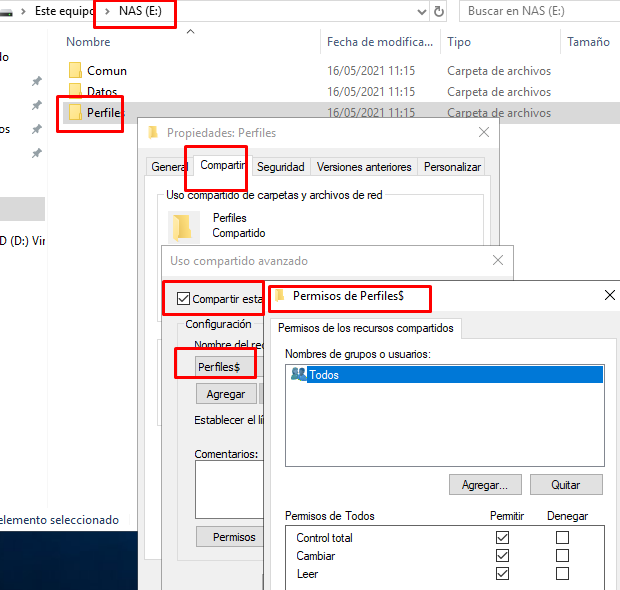 Este equipo > NAS (E:)
Buscar en NAS (E:)
Nombre Fecha de modifica... Tipo Tamaño
Comun 16/05/2021 11:15 Carpeta de archivos
Datos 16/05/2021 11:15 Carpeta de archivos
Perfiles 16/05/2021 11:15 Carpeta de archivos
lo
os
D (D:) Vir
elemento seleccionado
Propiedades: Perfiles
General Compartir Seguridad Versiones anteriores Personalizar
Uso compartido de carpetas y archivos de red
Perfiles
Compartido
Uso compartido avanzado
Compartir esta
Configuración
Nombre del rec
Perfiles$
Agregar
Establecer el lí
Comentarios:
Permisos
Permisos de Perfiles$
Permisos de los recursos compartidos
Nombres de grupos o usuarios:
Todos
Agregar... Quitar
Permisos de Todos Permitir Denegar
Control total
Cambiar
Leer